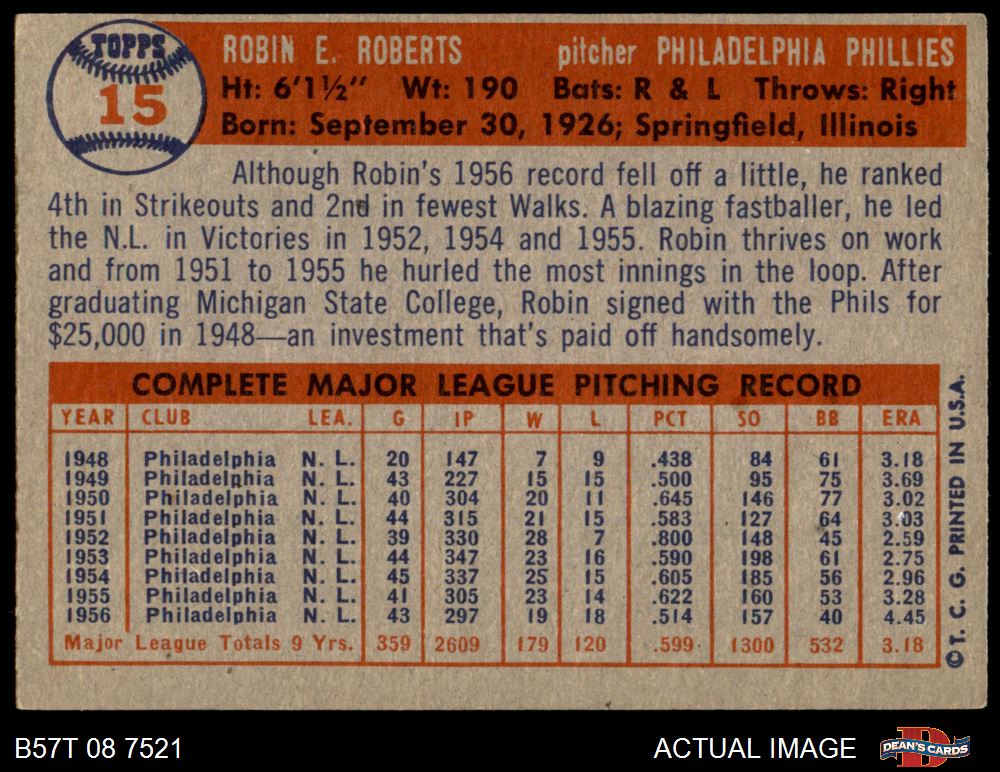 TOPPS
15
ROBIN E. ROBERTS pitcher PHILADELPHIA PHILLIES
Ht: 6'1½" Wt: 190 Bats: R & L Throws: Right
Born: September 30, 1926; Springfield, Illinois
Although Robin's 1956 record fell off a little, he ranked
4th in Strikeouts and 2nd in fewest Walks. A blazing fastballer, he led
the N.L. in Victories in 1952, 1954 and 1955. Robin thrives on work
and from 1951 to 1955 he hurled the most innings in the loop. After
graduating Michigan State College, Robin signed with the Phils for
$25,000 in 1948—an investment that's paid off handsomely.
COMPLETE MAJOR LEAGUE PITCHING RECORD
YEAR CLUB LEA. G IP W L PCT SO BB ERA
1948 Philadelphia N. L. 20 147 7 9 .438 84 61 3.18
1949 Philadelphia N. L. 43 227 15 15 .500 95 75 3.69
1950 Philadelphia N. L. 40 304 20 11 .645 146 77 3.02
1951 Philadelphia N. L. 44 315 21 15 .583 127 64 3.03
1952 Philadelphia N. L. 39 330 28 7 .800 148 45 2.59
1953 Philadelphia N. L. 44 347 23 16 .590 198 61 2.75
1954 Philadelphia N. L. 45 337 25 15 .605 185 56 2.96
1955 Philadelphia N. L. 41 305 23 14 .622 160 53 3.28
1956 Philadelphia N. L. 43 297 19 18 .514 157 40 4.45
Major League Totals 9 Yrs. 359 2609 179 120 .599 1300 532 3.18
© T. C. G. PRINTED IN U.S.A.
B57T 08 7521
ACTUAL IMAGE
DEAN'S CARDS